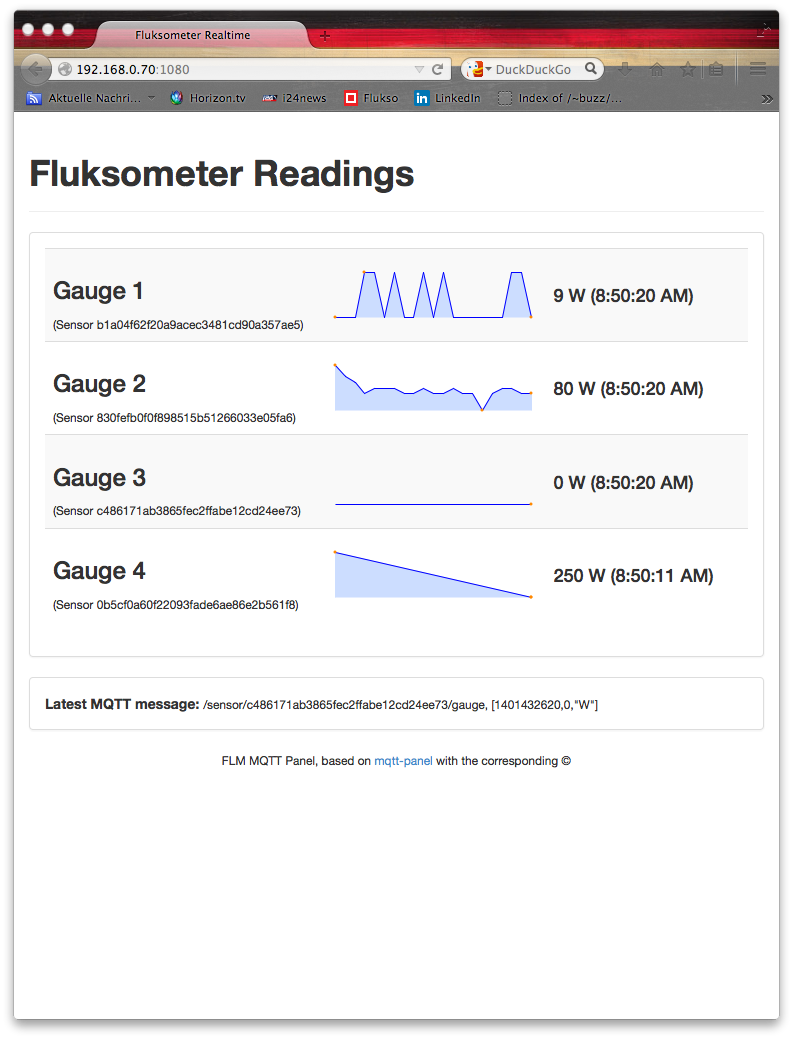 Fluksometer Realtime
192.168.0.70:1080
DuckDuckGo
Aktuelle Nachri... Horizon.tv i24news Flukso LinkedIn Index of /~buzz/...
Fluksometer Readings
Gauge 1
9 W (8:50:20 AM)
(Sensor b1a04f62f20a9acec3481cd90a357ae5)
Gauge 2
80 W (8:50:20 AM)
(Sensor 830fefb0f0f898515b51266033e05fa6)
Gauge 3
0 W (8:50:20 AM)
(Sensor c486171ab3865fec2ffabe12cd24ee73)
Gauge 4
250 W (8:50:11 AM)
(Sensor 0b5cf0a60f22093fade6ae86e2b561f8)
Latest MQTT message: /sensor/c486171ab3865fec2ffabe12cd24ee73/gauge, [1401432620,0,"W"]
FLM MQTT Panel, based on mqtt-panel with the corresponding ©